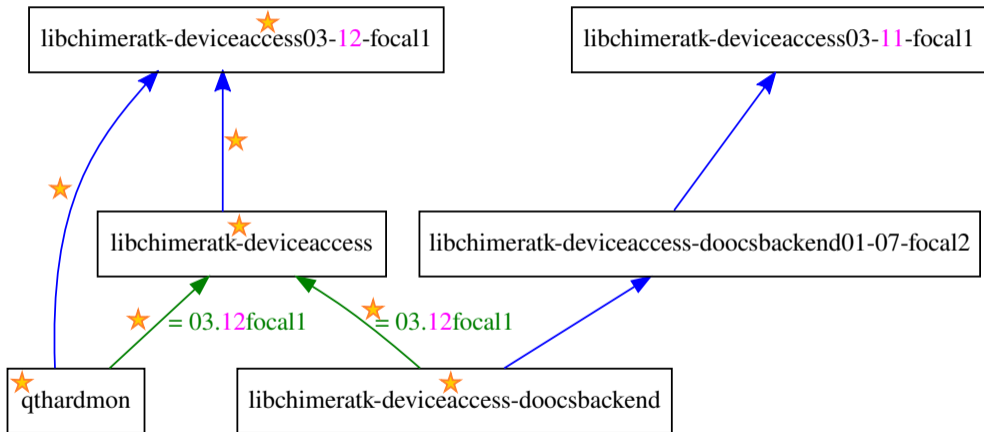 libchimeratk-deviceaccess03-12-focal1
libchimeratk-deviceaccess03-11-focal1
libchimeratk-deviceaccess
libchimeratk-deviceaccess-doocsbackend01-07-focal2
= 03.12focal1
= 03.12focal1
qthardmon
libchimeratk-deviceaccess-doocsbackend